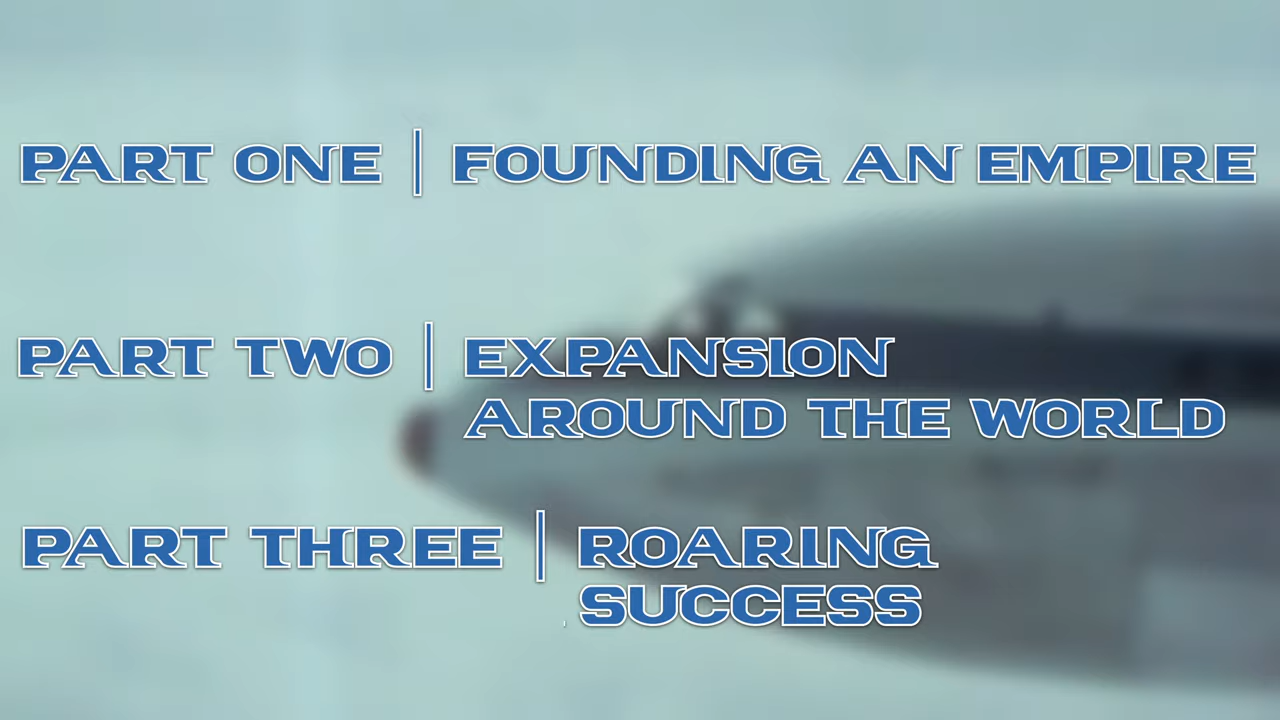 PART ONE | FOUNDING AN EMPIRE
PART TWO | EXPANSION
AROUND THE WORLD
PART THREE | ROARING
SUCCESS